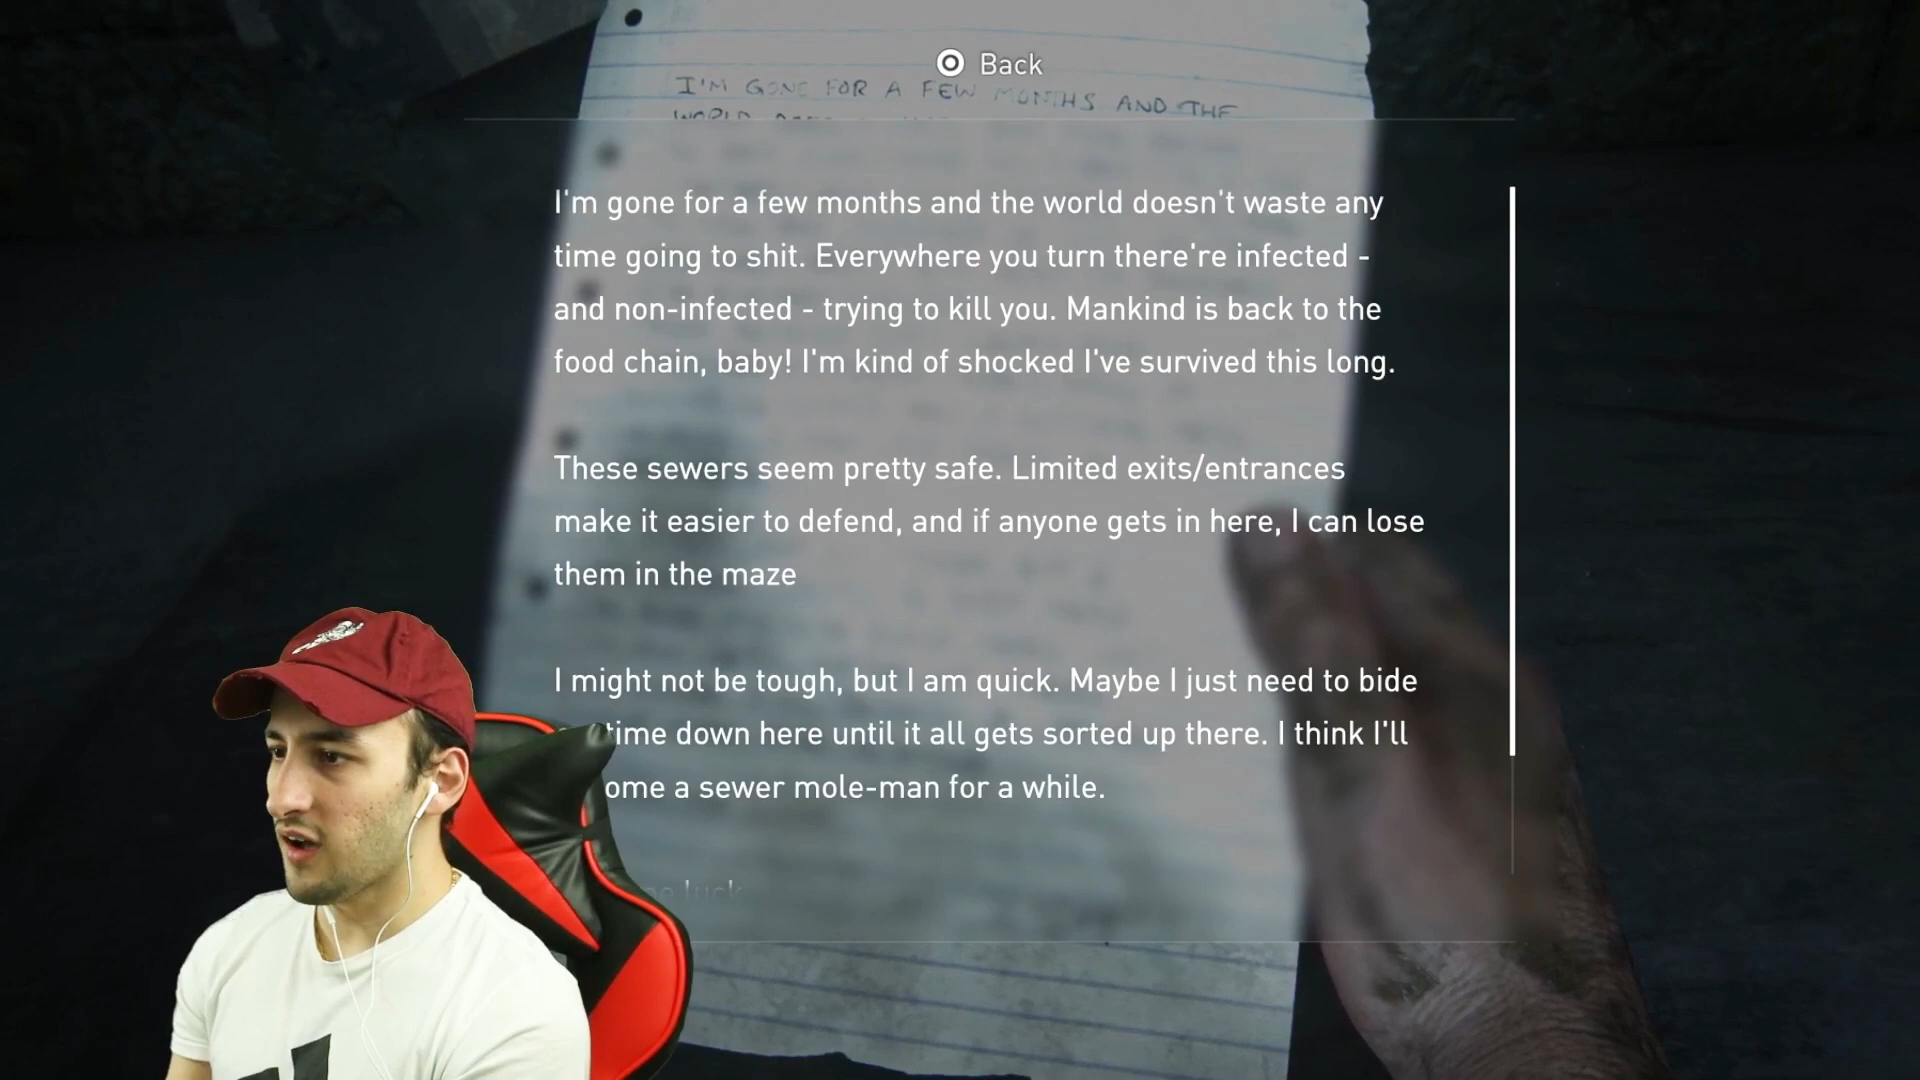 Back
I'M GONE FOR A FEW MONTHS AND THE
WORLD
I'm gone for a few months and the world doesn't waste any
time going to shit. Everywhere you turn there're infected -
and non-infected - trying to kill you. Mankind is back to the
food chain, baby! I'm kind of shocked I've survived this long.
These sewers seem pretty safe. Limited exits/entrances
make it easier to defend, and if anyone gets in here, I can lose
them in the maze
I might not be tough, but I am quick. Maybe I just need to bide
time down here until it all gets sorted up there. I think I'll
ome a sewer mole-man for a while.
luck